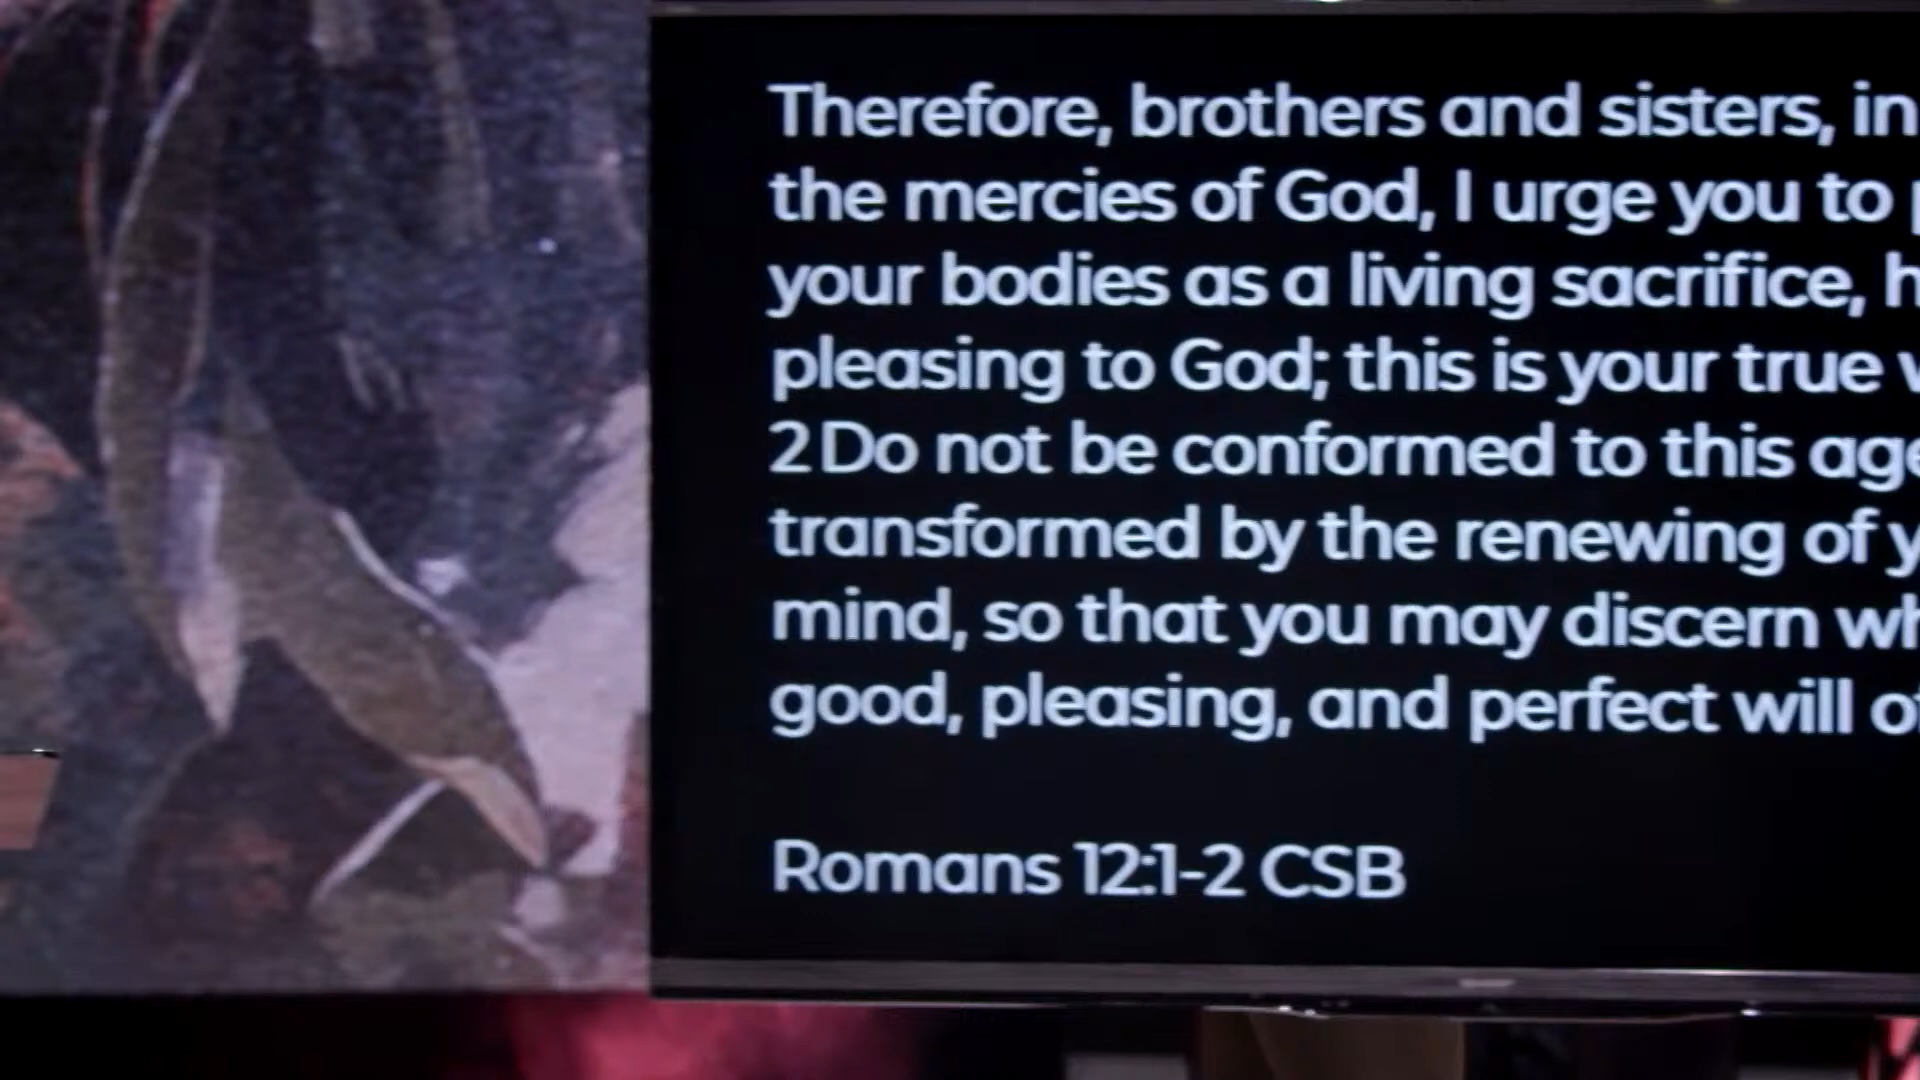 Therefore, brothers and sisters, in
the mercies of God, I urge you to
your bodies as a living sacrifice,
pleasing to God; this is your true
2 Do not be conformed to this age
transformed by the renewing of
mind, so that you may discern
good, pleasing, and perfect will of
Romans 12:1-2 CSB